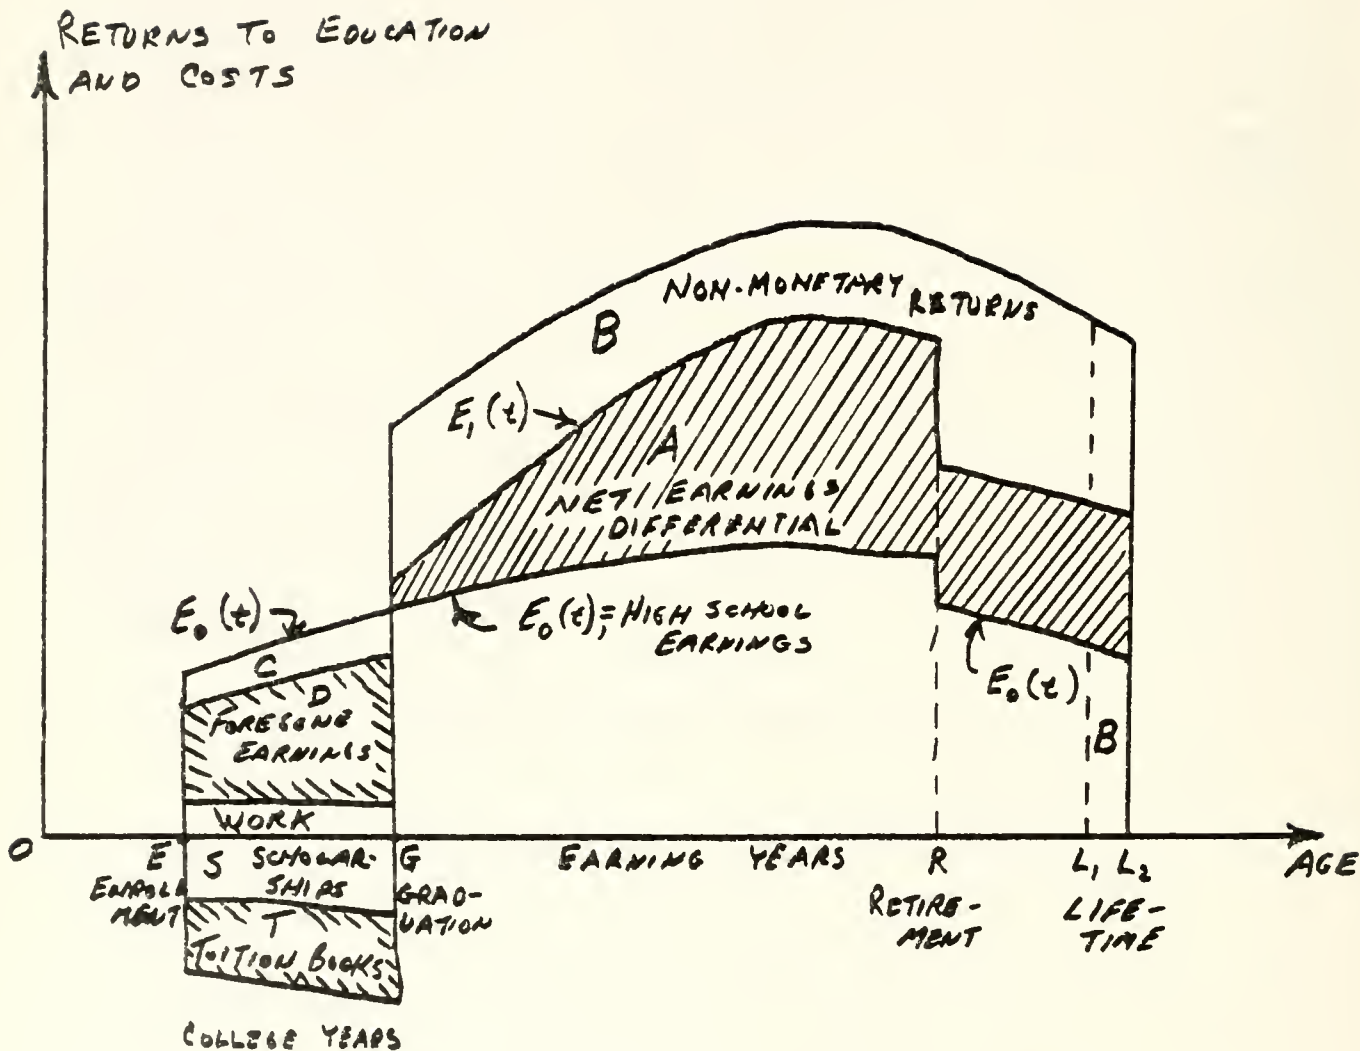 RETURNS TO EDUCATION
AND COSTS
NON-MONETARY RETURNS
B
E₁(t)
A
NET EARNINGS
DIFFERENTIAL
E₀(t)
E₀(t), = HIGH SCHOOL
EARNINGS
C
D
FOREGONE
EARNINGS
E₀(t)
B
WORK
O
E
S
SCHOLAR-
SHIPS
G
EARNING YEARS
R
L₁ L₂
AGE
ENROLL
MENT
GRAD-
UATION
RETIRE-
MENT
LIFE-
TIME
T
TUITION BOOKS
COLLEGE YEARS